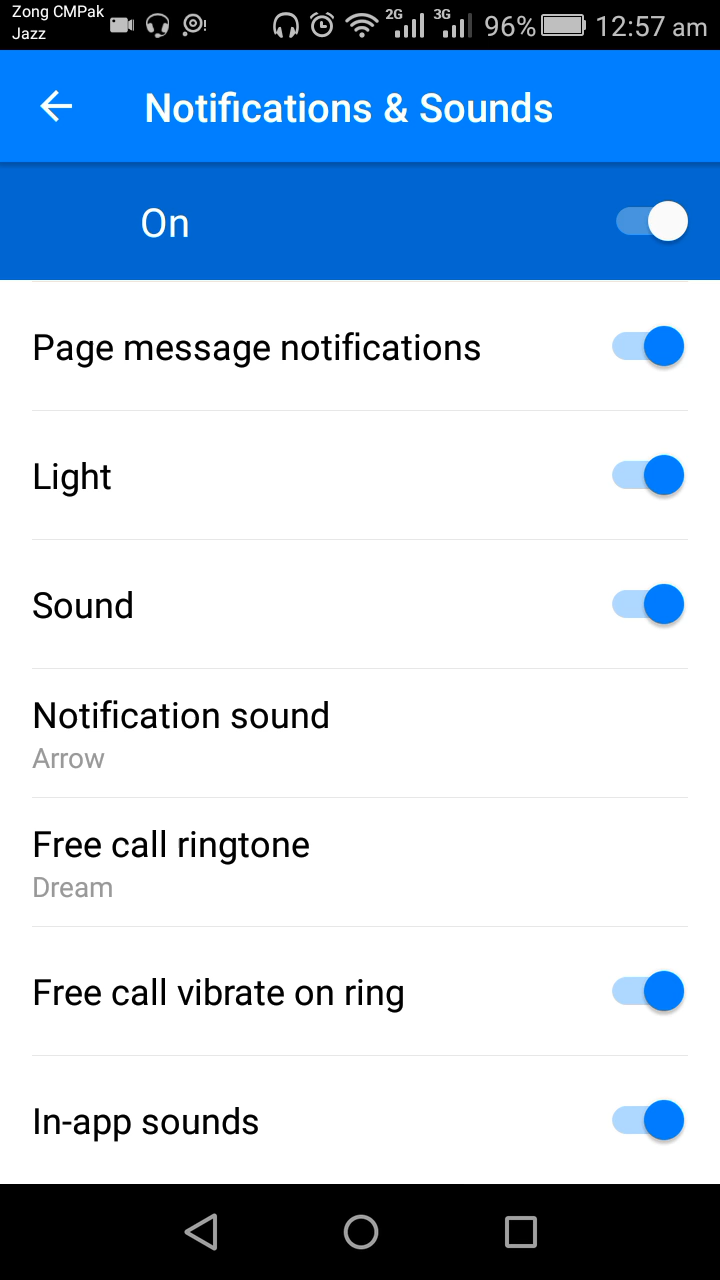 Zong CMPak
Jazz
2G 3G 96% 12:57 am
Notifications & Sounds
On
Page message notifications
Light
Sound
Notification sound
Arrow
Free call ringtone
Dream
Free call vibrate on ring
In-app sounds